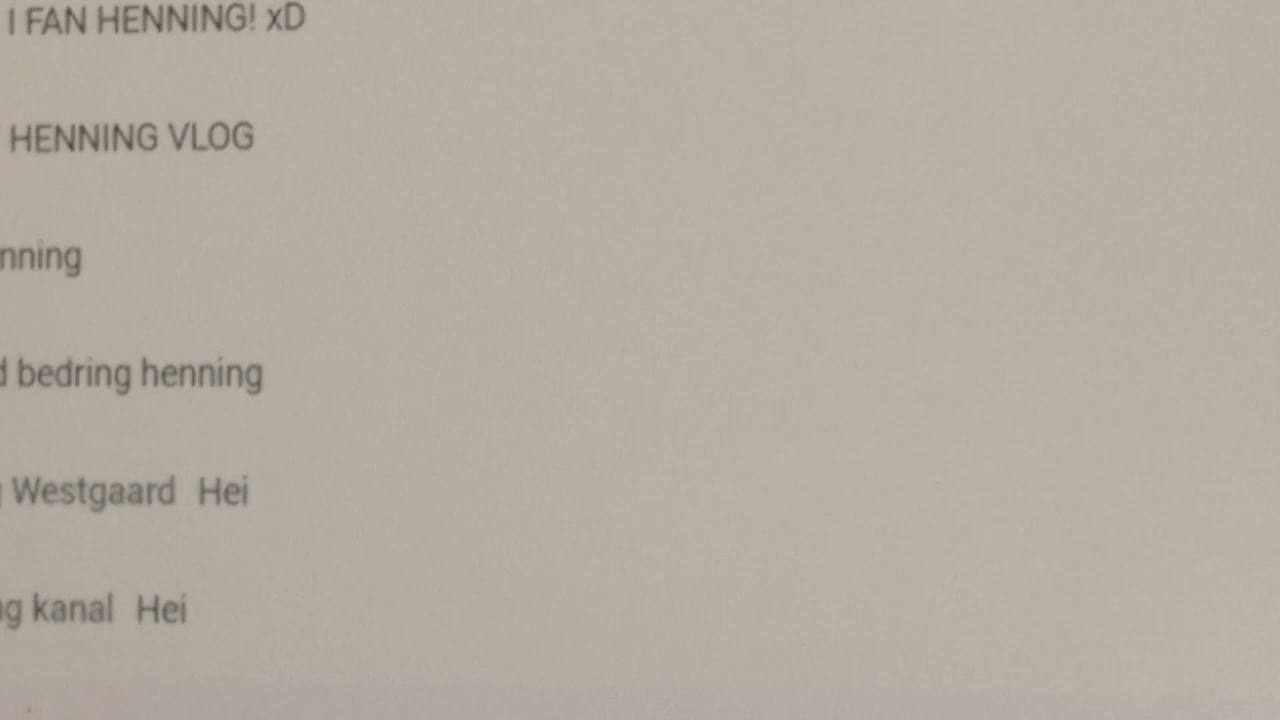 I FAN HENNING! xD
HENNING VLOG
nning
bedring henning
Westgaard Hei
kanal Hei